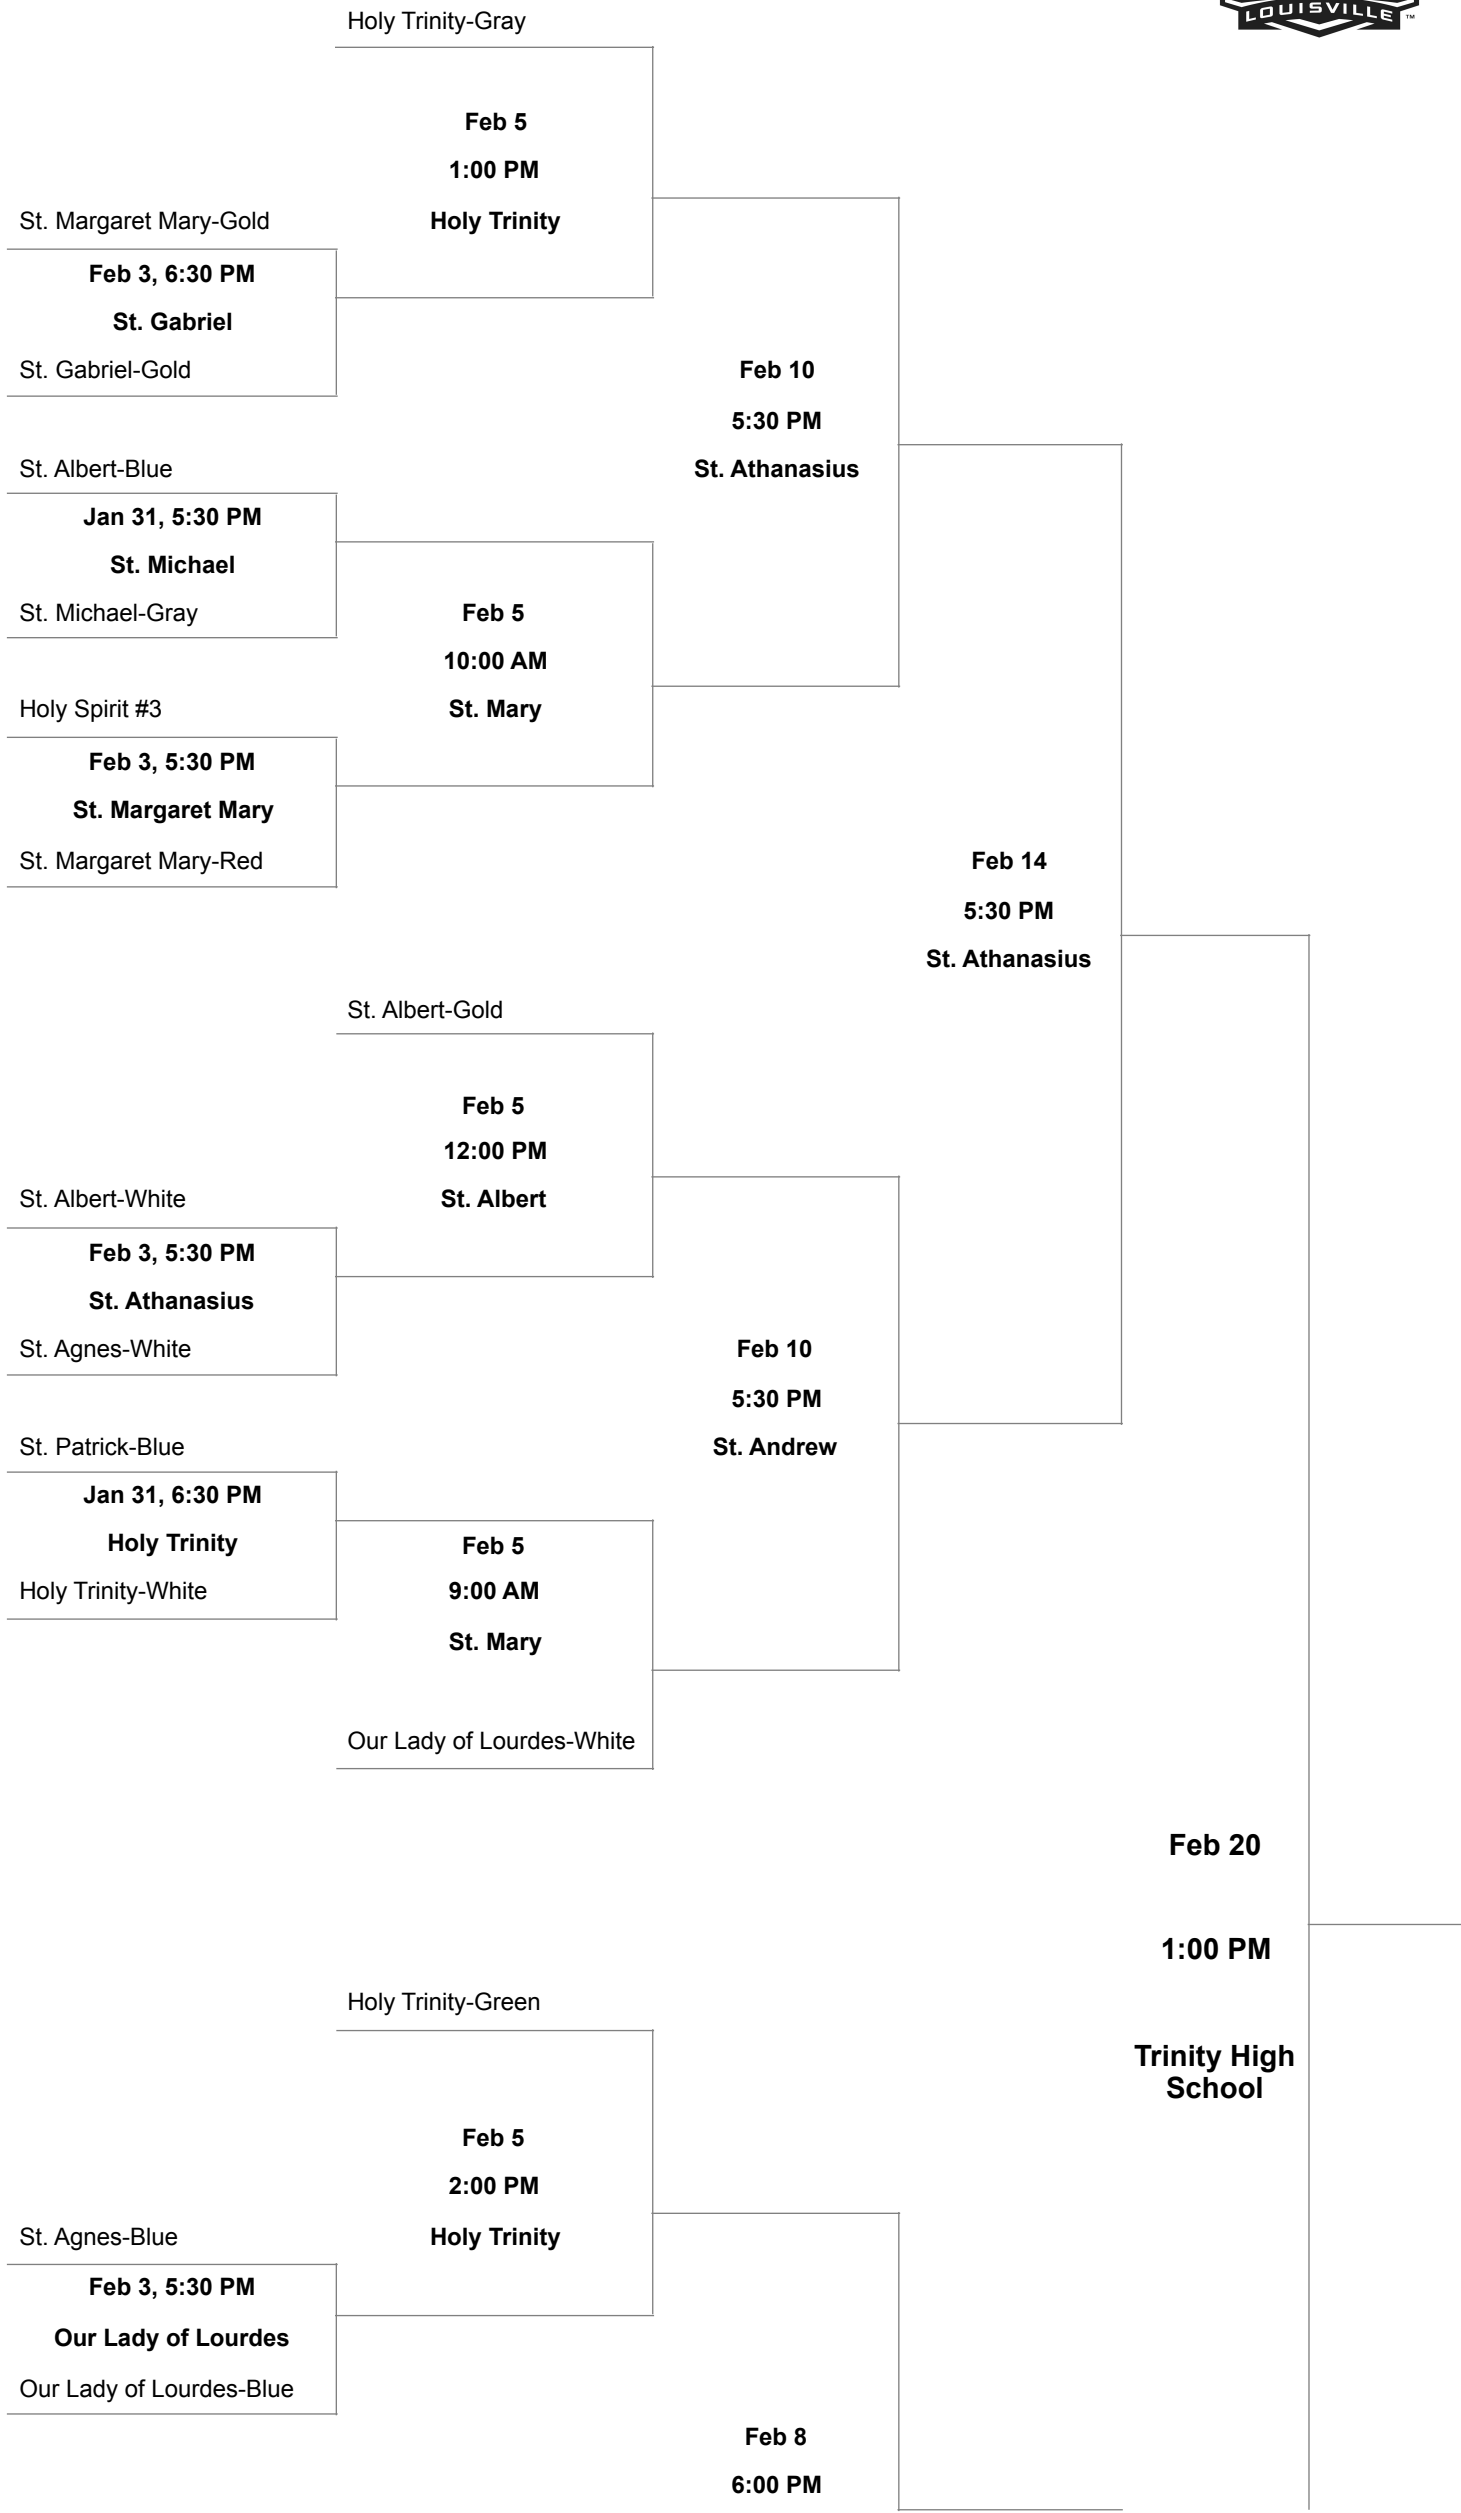 LOUISVILLE ™
Holy Trinity-Gray
Feb 5
1:00 PM
St. Margaret Mary-Gold
Holy Trinity
Feb 3, 6:30 PM
St. Gabriel
St. Gabriel-Gold
Feb 10
5:30 PM
St. Albert-Blue
St. Athanasius
Jan 31, 5:30 PM
St. Michael
St. Michael-Gray
Feb 5
10:00 AM
Holy Spirit #3
St. Mary
Feb 3, 5:30 PM
St. Margaret Mary
St. Margaret Mary-Red
Feb 14
5:30 PM
St. Athanasius
St. Albert-Gold
Feb 5
12:00 PM
St. Albert-White
St. Albert
Feb 3, 5:30 PM
St. Athanasius
St. Agnes-White
Feb 10
5:30 PM
St. Patrick-Blue
St. Andrew
Jan 31, 6:30 PM
Holy Trinity
Feb 5
Holy Trinity-White
9:00 AM
St. Mary
Our Lady of Lourdes-White
Feb 20
1:00 PM
Holy Trinity-Green
Trinity High
School
Feb 5
2:00 PM
St. Agnes-Blue
Holy Trinity
Feb 3, 5:30 PM
Our Lady of Lourdes
Our Lady of Lourdes-Blue
Feb 8
6:00 PM